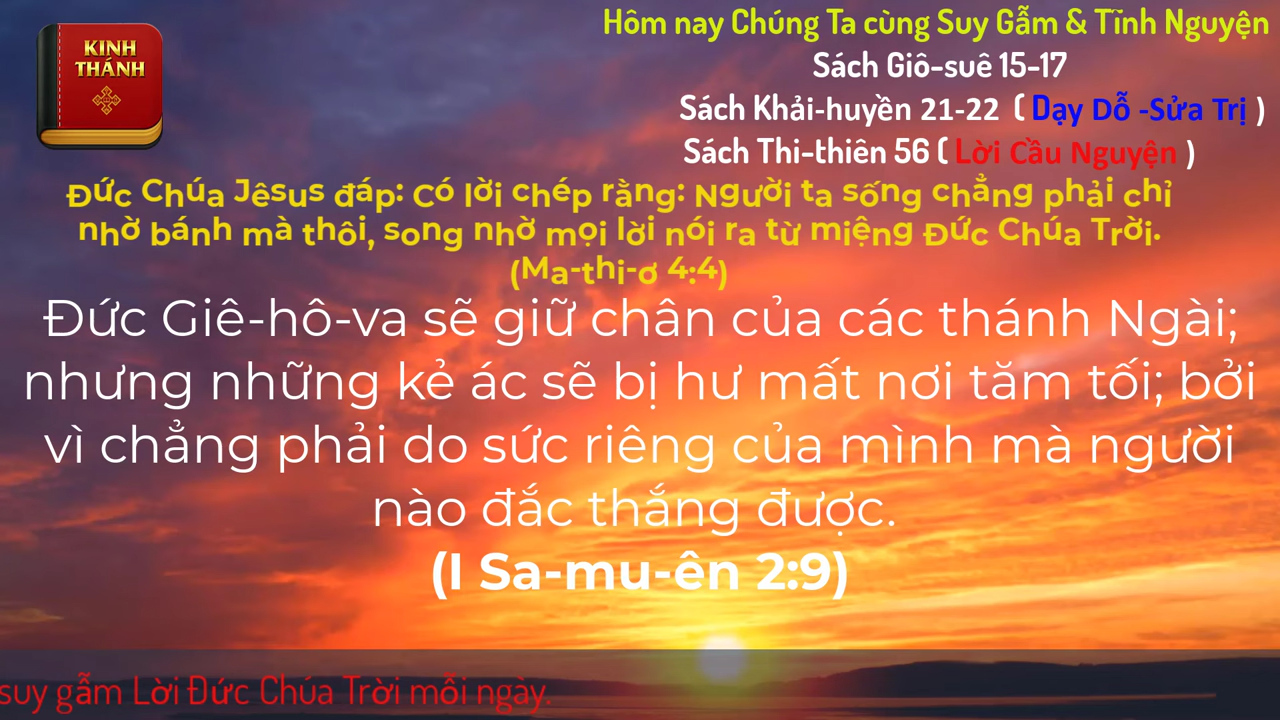 KINH
THÁNH
Hôm nay Chúng Ta cùng Suy Gẫm & Tĩnh Nguyện
Sách Giô-suê 15-17
Sách Khải-huyền 21-22 ( Dạy Dỗ -Sửa Trị )
Sách Thi-thiên 56 ( Lời Cầu Nguyện )
Đức Chúa Jêsus đáp: Có lời chép rằng: Người ta sống chẳng phải chỉ
nhờ bánh mà thôi, song nhờ mọi lời nói ra từ miệng Đức Chúa Trời.
(Ma-thi-ơ 4:4)
Đức Giê-hô-va sẽ giữ chân của các thánh Ngài;
nhưng những kẻ ác sẽ bị hư mất nơi tăm tối; bởi
vì chẳng phải do sức riêng của mình mà người
nào đắc thắng được.
(I Sa-mu-ên 2:9)
suy gẫm Lời Đức Chúa Trời mỗi ngày.